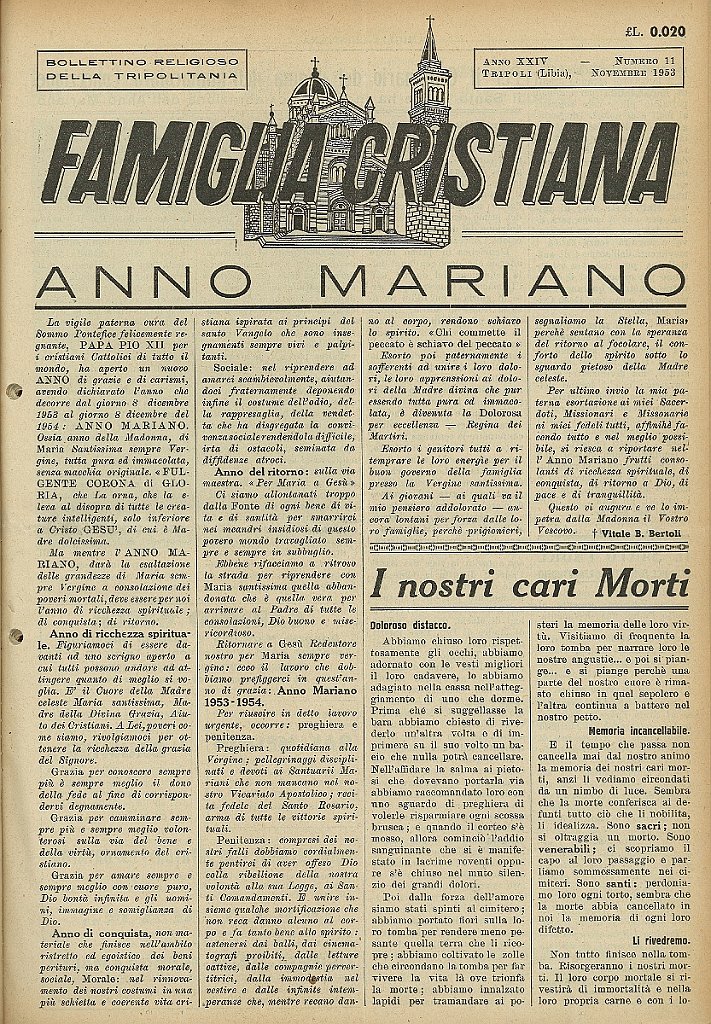 £L. 0.020
BOLLETTINO RELIGIOSO
DELLA TRIPOLITANIA
ANNO XXIV — NUMERO 11
TRIPOLI (Libia), NOVEMBRE 1953
FAMIGLIA CRISTIANA
ANNO MARIANO
La vigile paterna cura del
Sommo Pontefice felicemente re-
gnante, PAPA PIO XII per
i cristiani Cattolici di tutto il
mondo, ha aperto un nuovo
ANNO di grazie e di carismi,
avendo dichiarato l'anno che
decorre dal giorno 8 dicembre
1953 al giorno 8 dicembre del
1954 : ANNO MARIANO.
Ossia anno della Madonna, di
Maria Santissima sempre Ver-
gine, tutta pura ed immacolata,
senza macchia originale. «FUL-
GENTE CORONA di GLO-
RIA, che La orna, che la e-
leva al disopra di tutte le crea-
ture intelligenti, solo inferiore
a Cristo GESU', di cui è Ma-
dre dolcissima.
Ma mentre l'ANNO MA-
RIANO, darà la esaltazione
delle grandezze di Maria sem-
pre Vergine a consolazione dei
poveri mortali, deve essere per noi
l'anno di ricchezza spirituale ;
di conquista ; di ritorno.
Anno di ricchezza spiritua-
le. Figuriamoci di essere da-
vanti ad uno scrigno aperto a
cui tutti possono andare ad at-
tingere quanto di meglio si vo-
glia. E' il Cuore della Madre
celeste Maria santissima, Ma-
dre della Divina Grazia, Aiu-
to dei Cristiani. A Lei, poveri co-
me siamo, rivolgiamoci per ot-
tenere la ricchezza della grazia
del Signore.
Grazia per conoscere sempre
più è sempre meglio il dono
della fede al fine di corrispon-
dervi degnamente.
Grazia per camminare sem-
pre più e sempre meglio volon-
terosi sulla via del bene e
della virtù, ornamento del cri-
stiano.
Grazia per amare sempre e
sempre meglio con cuore puro,
Dio bontà infinita e gli uomi-
ni, immagine e somiglianza di
Dio.
Anno di conquista, non ma-
teriale che finisce nell'ambito
ristretto ed egoistico dei beni
perituri, ma conquista morale,
sociale. Morale: nel rinnova-
mento dei nostri costumi in una
più schietta e coerente vita cri-
stiana ispirata ai principi del
santo Vangelo che sono inse-
gnamenti sempre vivi e palpi-
tanti.
Sociale: nel riprendere ad
amarci scambievolmente, aiutan-
doci fraternamente deponendo
infine il costume dell'odio, del-
la rappresaglia, della vendet-
ta che ha disgregata la convi-
venza sociale rendendola difficile,
irta di ostacoli, seminata da
diffidenze atroci.
Anno del ritorno: sulla via
maestra. «Per Maria a Gesù»
Ci siamo allontanati troppo
dalla Fonte di ogni bene di vi-
ta e di santità per smarrirci
nei meandri insidiosi di questo
povero mondo travagliato sem-
pre e sempre in subbuglio.
Ebbene rifacciamo a ritroso
la strada per riprendere con
Maria santissima quella abban-
donata che è quella vera per
arrivare al Padre di tutte le
consolazioni, Dio buono e mise-
ricordioso.
Ritornare a Gesù Redentore
nostro per Maria sempre ver-
gine: ecco il lavoro che dob-
biamo prefiggerci in quest'an-
no di grazia: Anno Mariano
1953-1954.
Per riuscire in detto lavoro
urgente, occorre: preghiera e
penitenza.
Preghiera: quotidiana alla
Vergine ; pellegrinaggi disciplinati
e devoti ai Santuarii Ma-
riani che non mancano nel no-
stro Vicariato Apostolico ; reci-
ta fedele del Santo Rosario,
arma di tutte le vittorie spiri-
tuali.
Penitenza: compresi dei no-
stri falli dobbiamo cordialmen-
te pentirci di aver offeso Dio
colla ribellione della nostra
volontà alla sua Legge, ai San-
ti Comandamenti. E unire in-
sieme qualche mortificazione che
non reca danno alcuno al cor-
po e fa tanto bene allo spirito :
astenersi dai balli, dai cinema-
tografi proibiti, dalle letture
cattive, dalle compagnie perver-
titrici, dalla immodestia nel
vestire e dalle infinite intem-
peranze che, mentre recano dan-
no al corpo, rendono schiavo
lo spirito. «Chi commette il
peccato è schiavo del peccato »
Esorto poi paternamente i
sofferenti ad unire i loro dolo-
ri, le loro apprensioni ai dolo-
ri della Madre divina che pur
essendo tutta pura ed immaco-
lata, è divenuta la Dolorosa
per eccellenza — Regina dei
Martiri.
Esorto i genitori tutti a ri-
temprare le loro energie per il
buon governo della famiglia
presso la Vergine santissima.
Ai giovani — ai quali va il
mio pensiero addolorato — an-
cora lontani per forza dalle lo-
ro famiglie, perchè prigionieri,
segnaliamo la Stella, Maria,
perchè sentano con la speranza
del ritorno al focolare, il con-
forto dello spirito sotto lo
sguardo pietoso della Madre
celeste.
Per ultimo invio la mia pa-
terna esortazione ai miei Sacer-
doti, Missionari e Missionarie
ai miei fedeli tutti, affinché fa-
cendo tutto e nel meglio possi-
bile, si riesca a riportare nel-
l' Anno Mariano frutti conso-
lanti di ricchezza spirituale, di
conquista, di ritorno a Dio, di
pace e di tranquillità.
Questo vi augura e ve lo im-
petra dalla Madonna il Vostro
Vescovo. † Vitale B. Bertoli
I nostri cari Morti
Doloroso distacco.
Abbiamo chiuso loro rispet-
tosamente gli occhi, abbiamo
adornato con le vesti migliori
il loro cadavere, lo abbiamo
adagiato nella cassa nell'atteg-
giamento di uno che dorme.
Prima che si suggellasse la
bara abbiamo chiesto di rive-
derlo un'altra volta e di im-
primere su il suo volto un ba-
cio che nulla potrà cancellare.
Nell'affidare la salma ai pieto-
si che dovevano portarla via
abbiamo raccomandato loro con
uno sguardo di preghiera di
volerle risparmiare ogni scossa
brusca ; e quando il corteo s'è
mosso, allora cominciò l'addio
sanguinante che si è manife-
stato in lacrime roventi oppu-
re s'è chiuso nel muto silen-
zio dei grandi dolori.
Poi dalla forza dell'amore
siamo stati spinti al cimitero ;
abbiamo portato fiori sulla lo-
ro tomba per rendere meno pe-
sante quella terra che li rico-
pre ; abbiamo coltivato le zolle
che circondano la tomba per far
vivere la vita là ove trionfa
la morte ; abbiamo innalzato
lapidi per tramandare ai po-
steri la memoria delle loro vir-
tù. Visitiamo di frequente la
loro tomba per narrare loro le
nostre angustie... e poi si pian-
ge... e si piange perchè una
parte del nostro cuore è rima-
sto chiuso in quel sepolcro e
l'altra continua a battere nel
nostro petto.
Memoria incancellabile.
E il tempo che passa non
cancella mai dal nostro animo
la memoria dei nostri cari mor-
ti, anzi li vediamo circondati
da un nimbo di luce. Sembra
che la morte conferisca ai de-
funti tutto ciò che li nobilita,
li idealizza. Sono sacri ; non
si oltraggia un morto. Sono
venerabili ; ci scopriamo il
capo al loro passaggio e par-
liamo sommessamente nei ci-
miteri. Sono santi : perdonia-
mo loro ogni torto, sembra che
la morte abbia cancellato in
noi la memoria di ogni loro
difetto.
Li rivedremo.
Non tutto finisce nella tom-
ba. Risorgeranno i nostri mor-
ti. Il loro corpo mortale si ri-
vestirà di immortalità e nella
loro propria carne e con i lo-